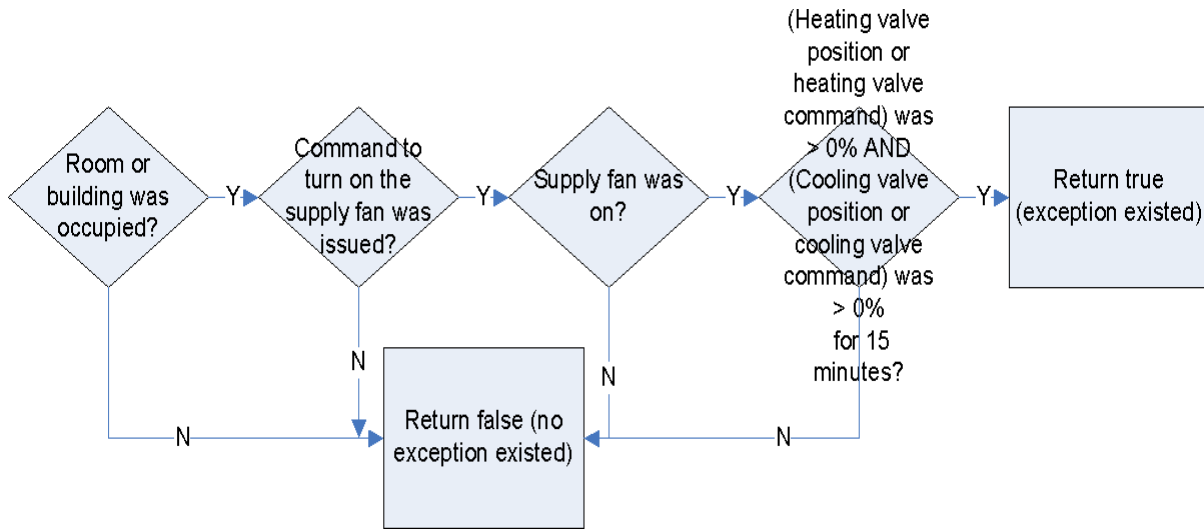 Room or
building was
occupied?
Y
Command to
turn on the
supply fan was
issued?
Y
Supply fan was
on?
Y
(Heating valve
position or
heating valve
command) was
> 0% AND
(Cooling valve
position or
cooling valve
command) was
> 0%
for 15
minutes?
Y
Return true
(exception existed)
N
N
N
N
Return false (no
exception existed)